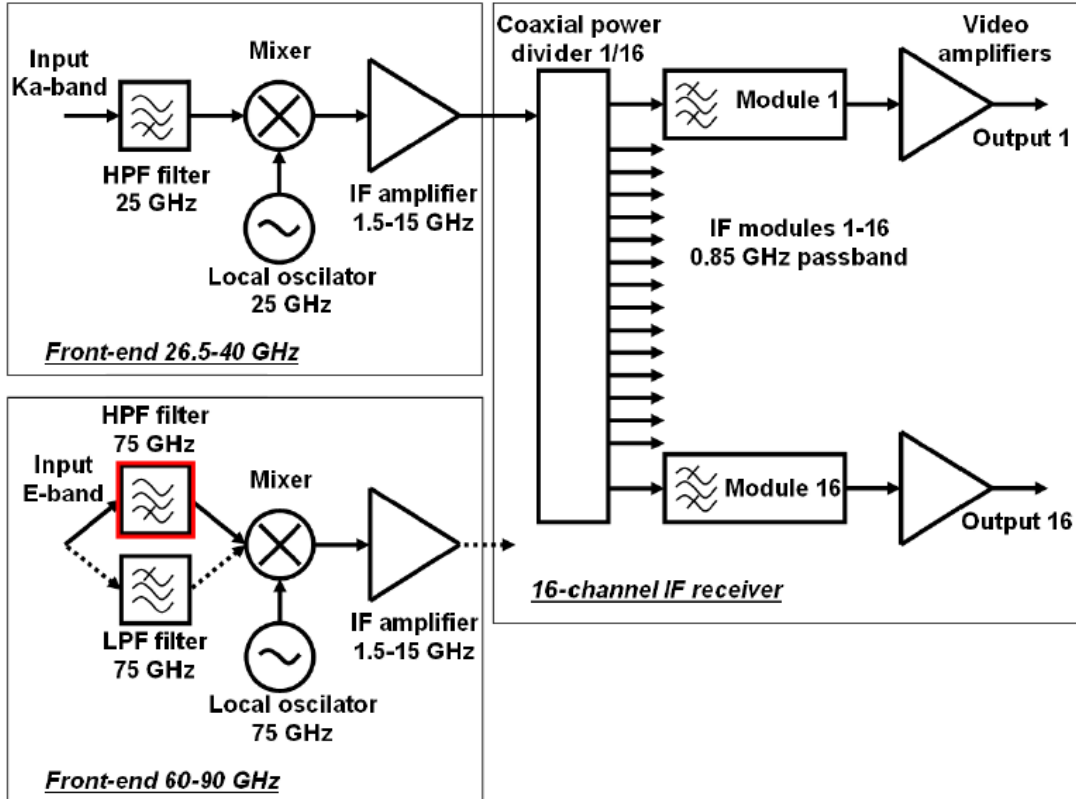 Input
Ka-band
HPF filter
25 GHz
Mixer
Local oscilator
25 GHz
IF amplifier
1.5-15 GHz
Front-end 26.5-40 GHz
HPF filter
75 GHz
Input
E-band
LPF filter
75 GHz
Mixer
Local oscilator
75 GHz
IF amplifier
1.5-15 GHz
Front-end 60-90 GHz
Coaxial power
divider 1/16
Module 1
Video
amplifiers
Output 1
IF modules 1-16
0.85 GHz passband
Module 16
Output 16
16-channel IF receiver